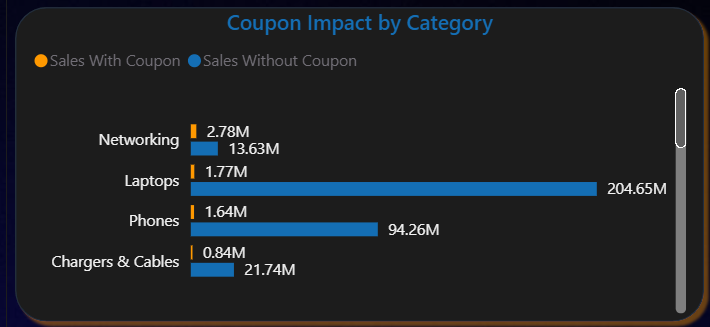 Coupon Impact by Category
Sales With Coupon Sales Without Coupon
Networking 2.78M
13.63M
Laptops 1.77M
204.65M
Phones 1.64M
94.26M
Chargers & Cables 0.84M
21.74M